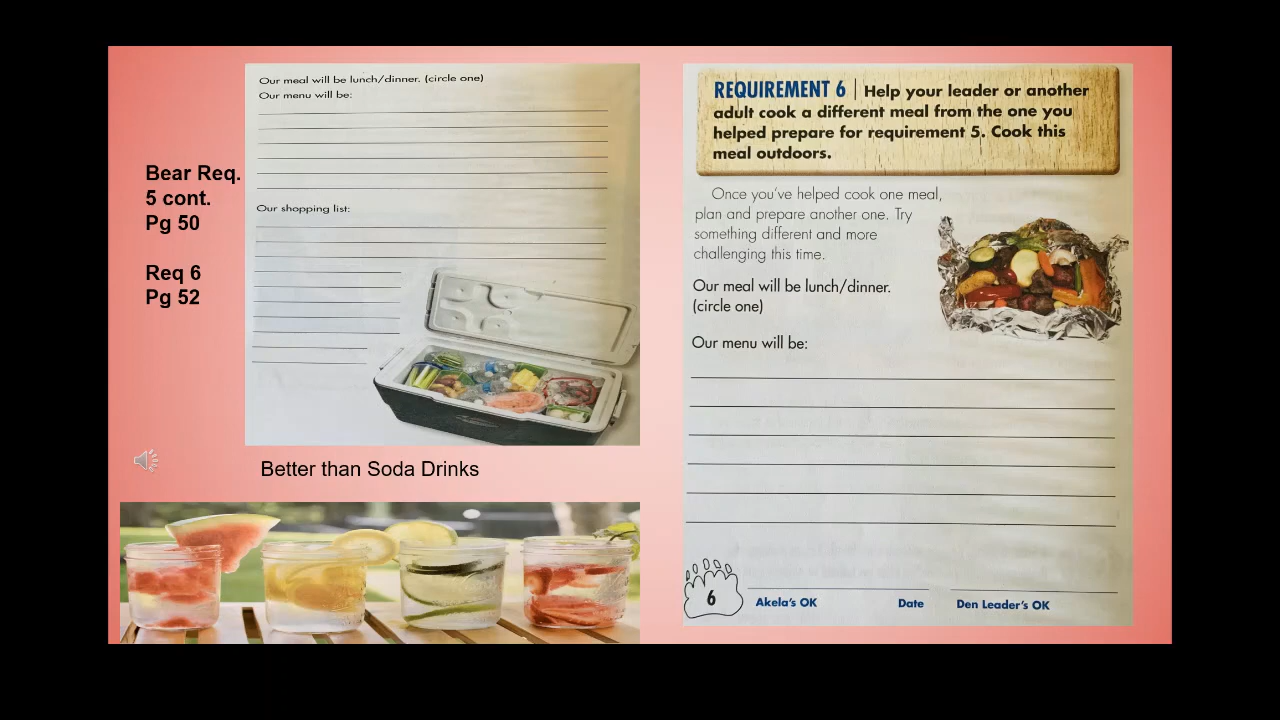 Bear Req.
5 cont.
Pg 50
Req 6
Pg 52
Our meal will be lunch/dinner. (circle one)
Our menu will be:
Our shopping list:
Better than Soda Drinks
REQUIREMENT 6 | Help your leader or another
adult cook a different meal from the one you
helped prepare for requirement 5. Cook this
meal outdoors.
Once you've helped cook one meal,
plan and prepare another one. Try
something different and more
challenging this time.
Our meal will be lunch/dinner.
(circle one)
Our menu will be:
6
Akela's OK Date Den Leader's OK